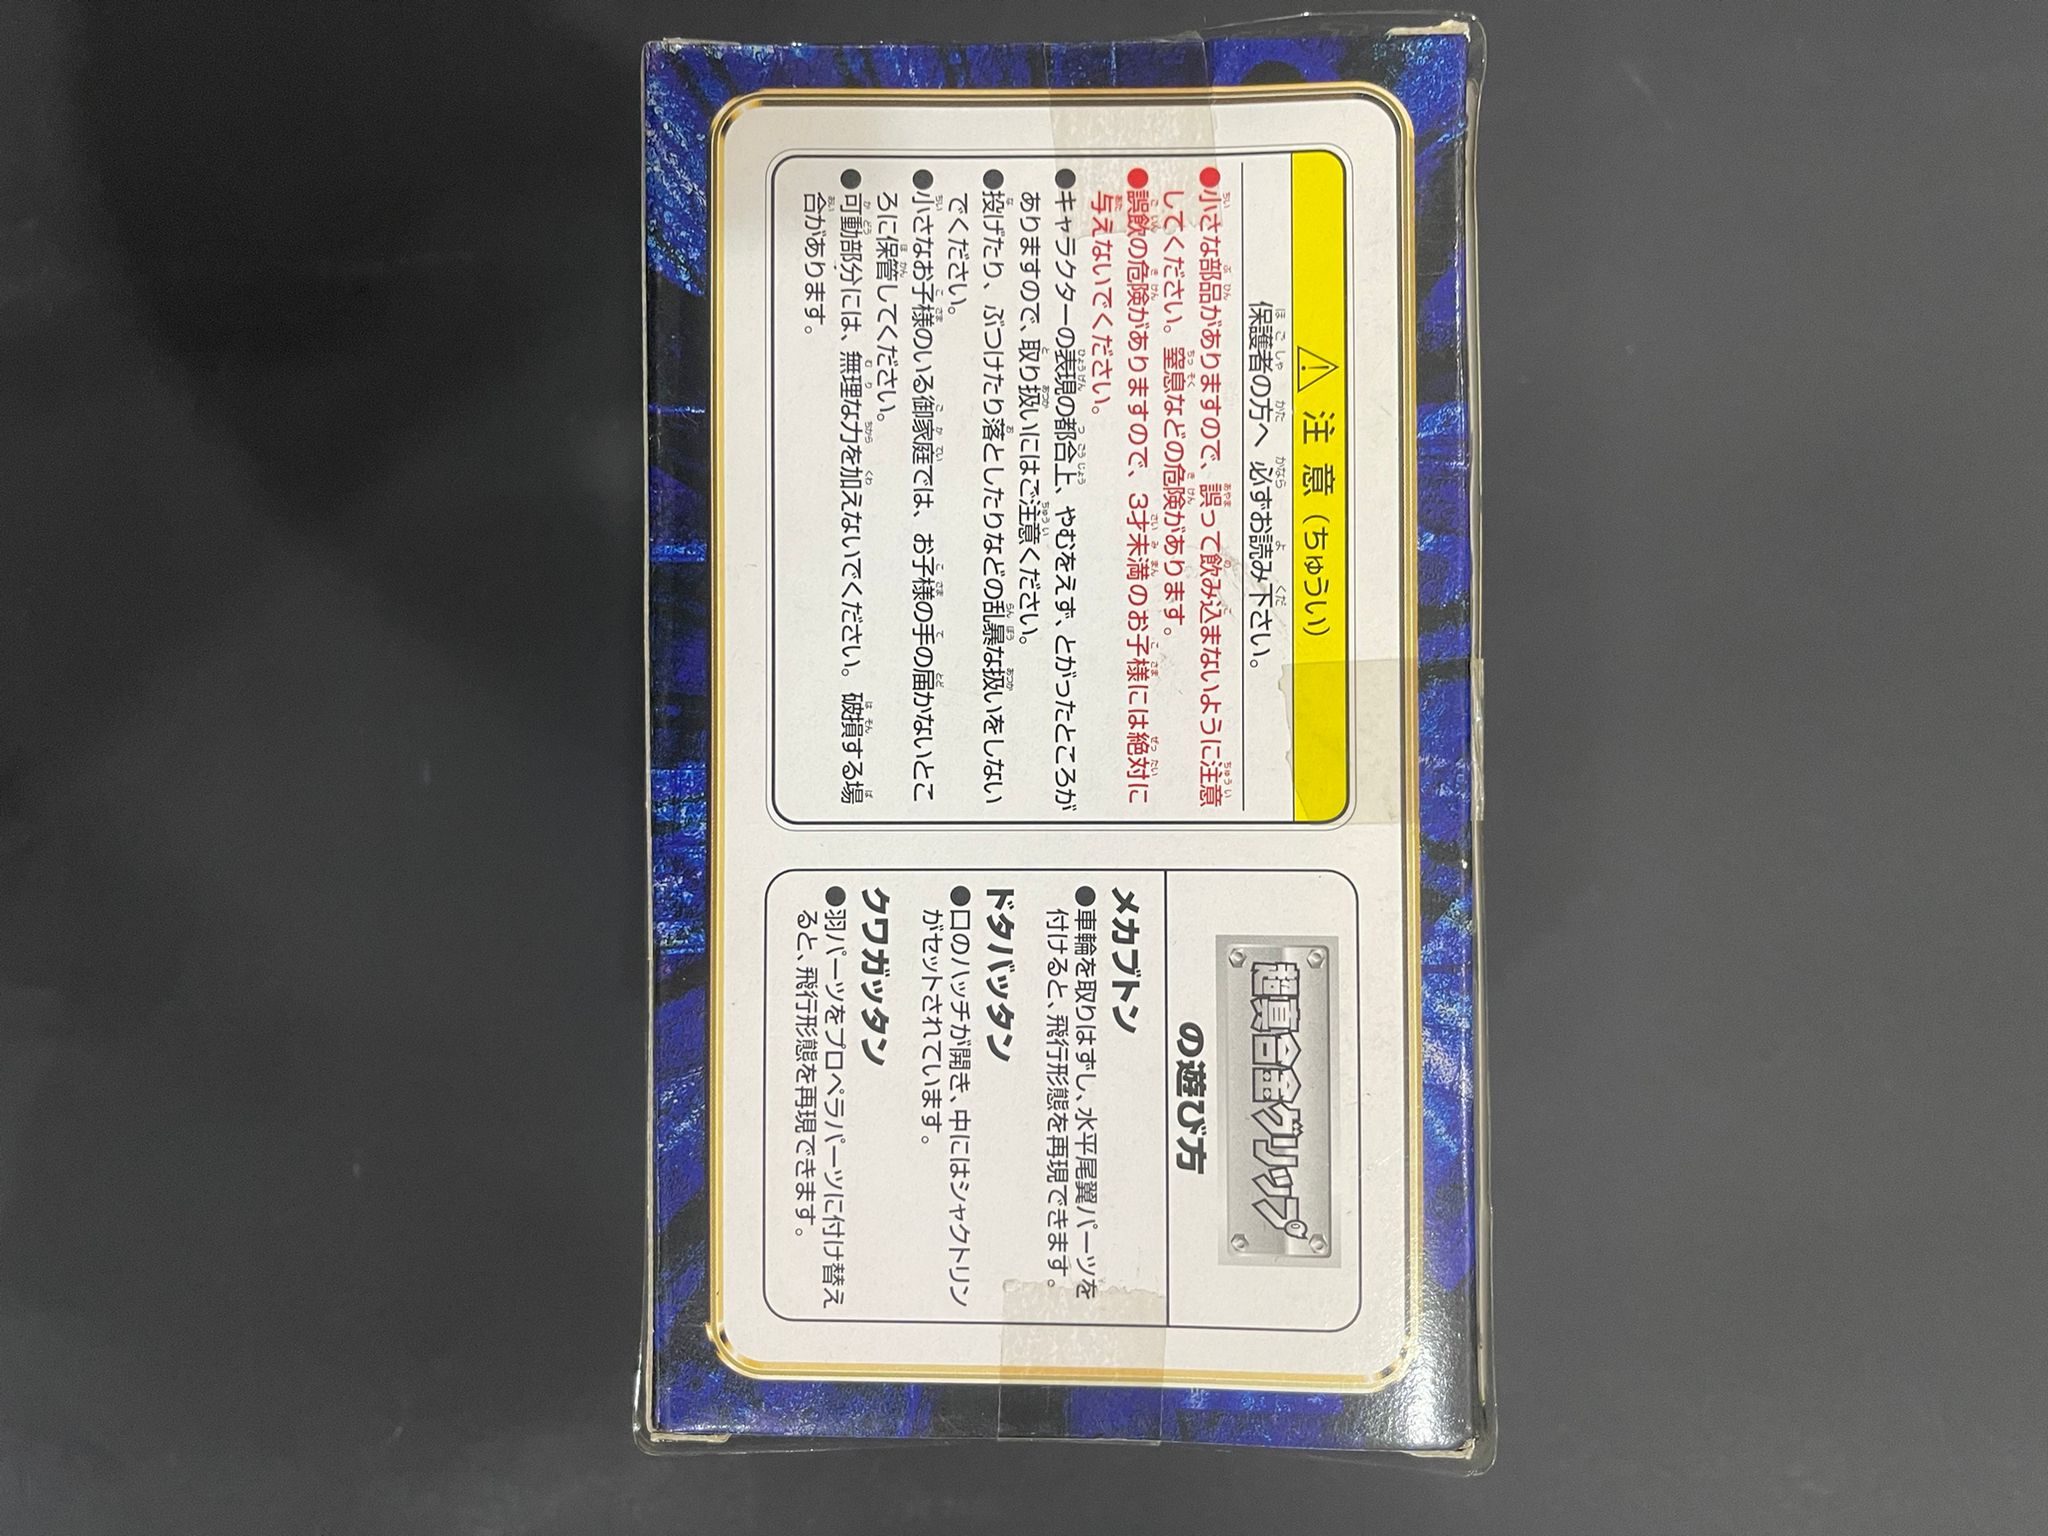 ⚠ 注意(ちゅうい)
保護者の方へ 必ずお読み下さい。
●小さな部品がありますので、誤って飲み込まないように注意
してください。窒息などの危険があります。
●誤飲の危険がありますので、3才未満のお子様には絶対に
与えないでください。
●キャラクターの表現の都合上、やむをえず、とがったところが
ありますので、取り扱いにはご注意ください。
●投げたり、ぶつけたり落としたりなどの乱暴な扱いをしない
でください。
●小さなお子様のいる御家庭では、お子様の手の届かないとこ
ろに保管してください。
●可動部分には、無理な力を加えないでください。破損する場
合があります。
超真合金グリップ
の遊び方
メカブトン
●車輪を取りはずし、水平尾翼パーツを
付けると、飛行形態を再現できます。
ドタバッタン
●口のハッチが開き、中にはシャクトリン
がセットされています。
クワガッタン
●羽パーツをプロペラパーツに付け替え
ると、飛行形態を再現できます。